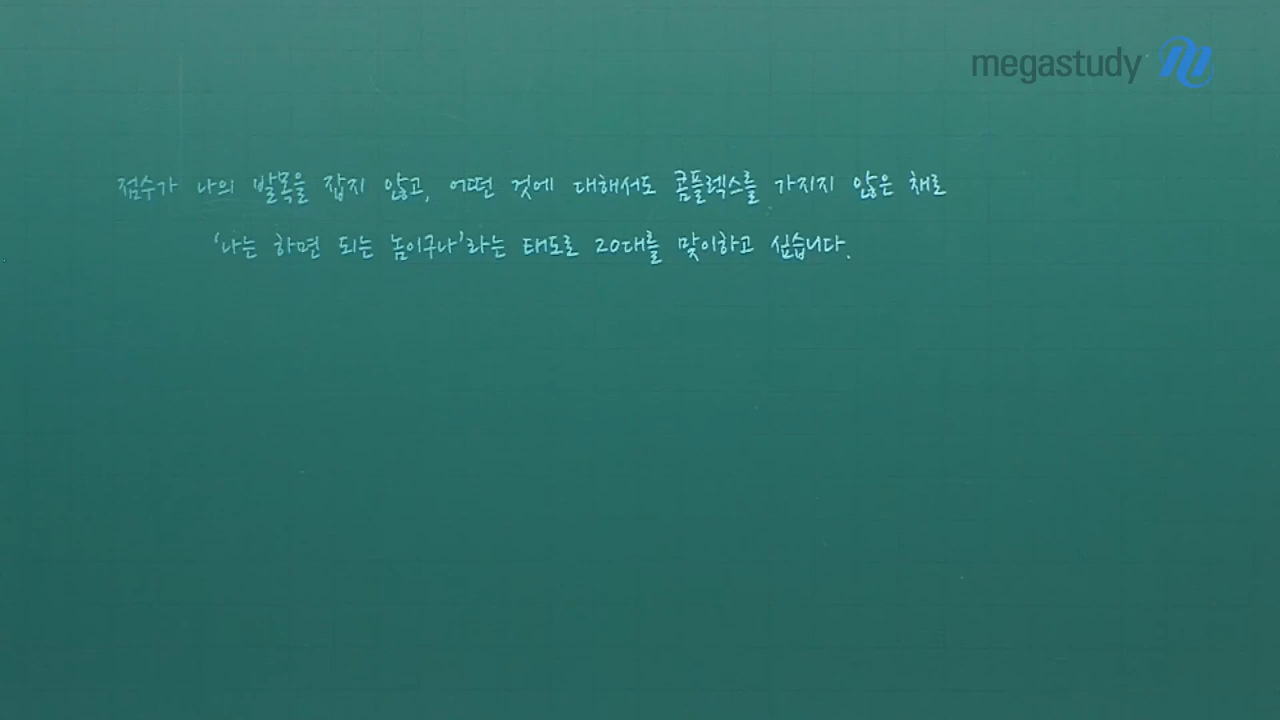 megastudy
점수가 나의 발목을 잡지 않고, 어떤 것에 대해서도 콤플렉스를 가지지 않은 채로
'나는 하면 되는 놈이구나'라는 태도로 20대를 맞이하고 싶습니다.